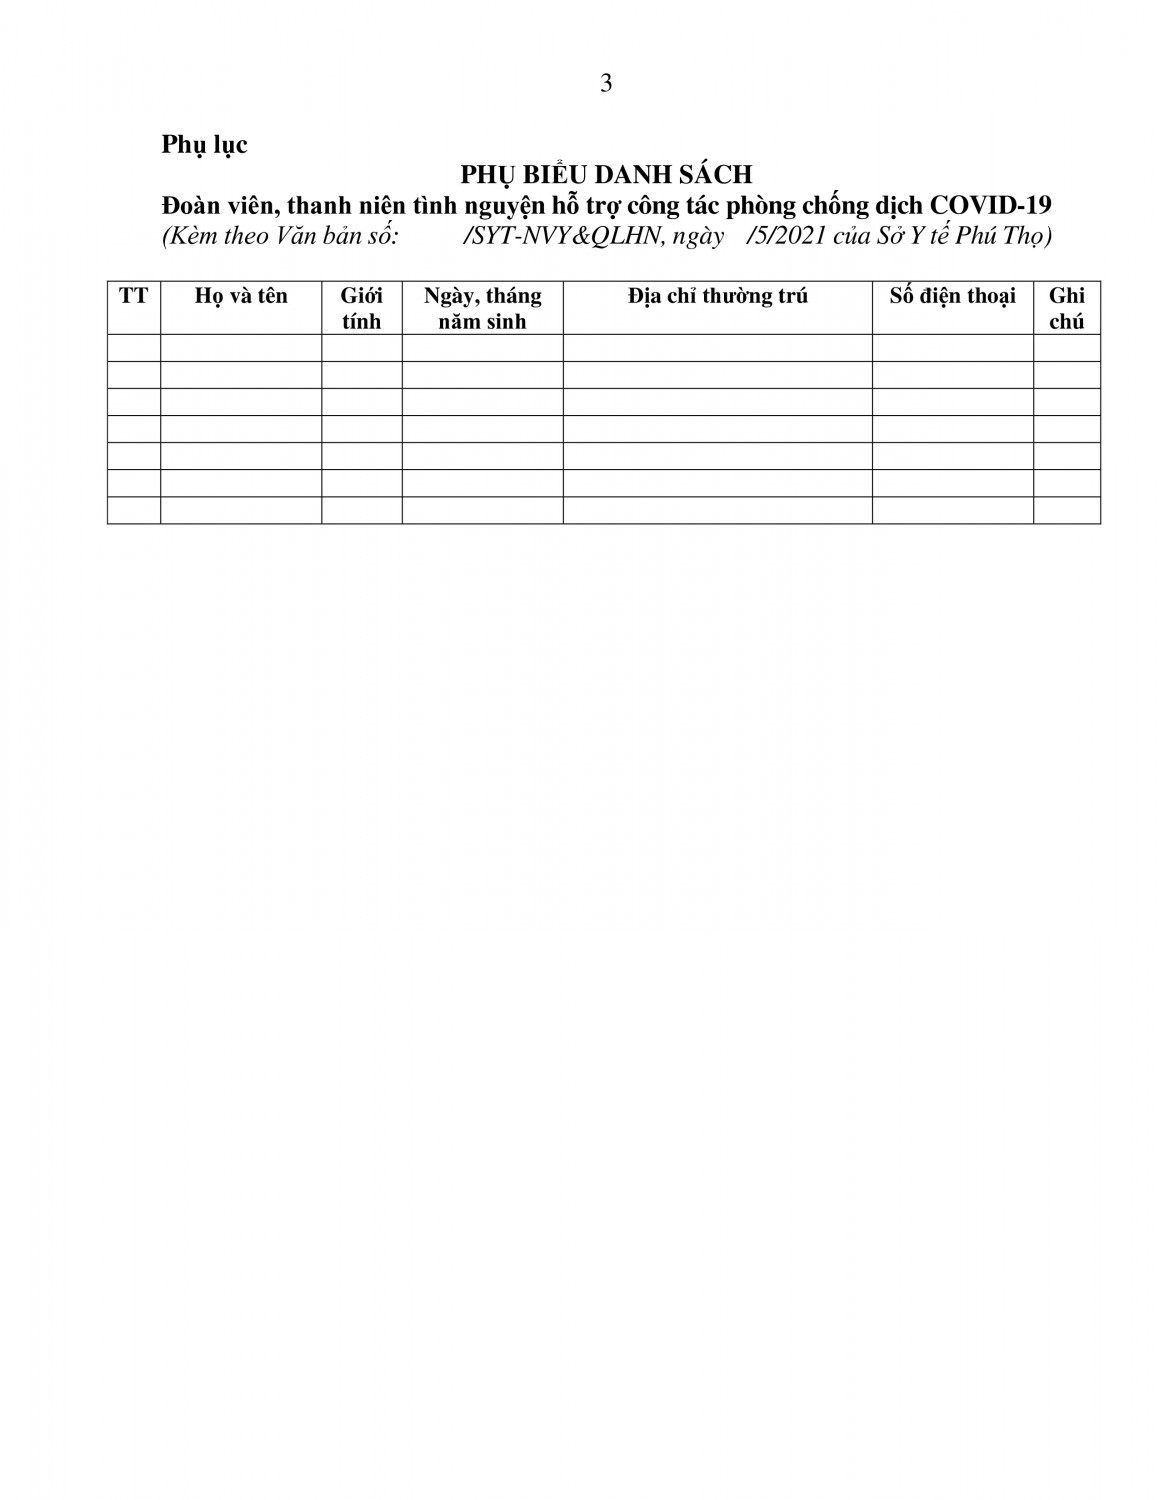 3
Phụ lục
PHỤ BIỂU DANH SÁCH
Đoàn viên, thanh niên tình nguyện hỗ trợ công tác phòng chống dịch COVID-19
(Kèm theo Văn bản số: /SYT-NVY&QLHN, ngày /5/2021 của Sở Y tế Phú Thọ)
TT Họ và tên Giới Ngày, tháng Địa chỉ thường trú Số điện thoại Ghi
tính năm sinh chú